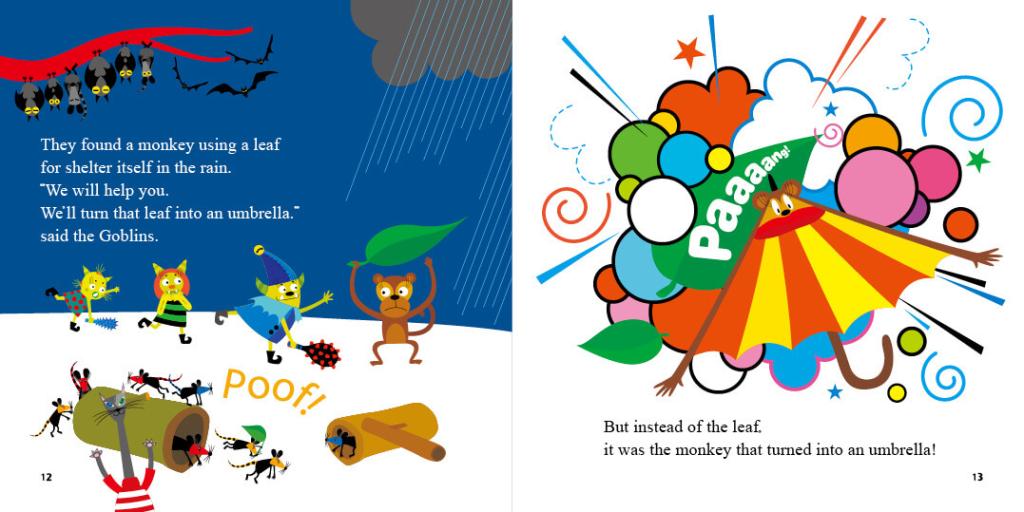 They found a monkey using a leaf
for shelter itself in the rain.
"We will help you.
We'll turn that leaf into an umbrella."
said the Goblins.
Poof!
12
Paaaaang!
But instead of the leaf,
it was the monkey that turned into an umbrella!
13